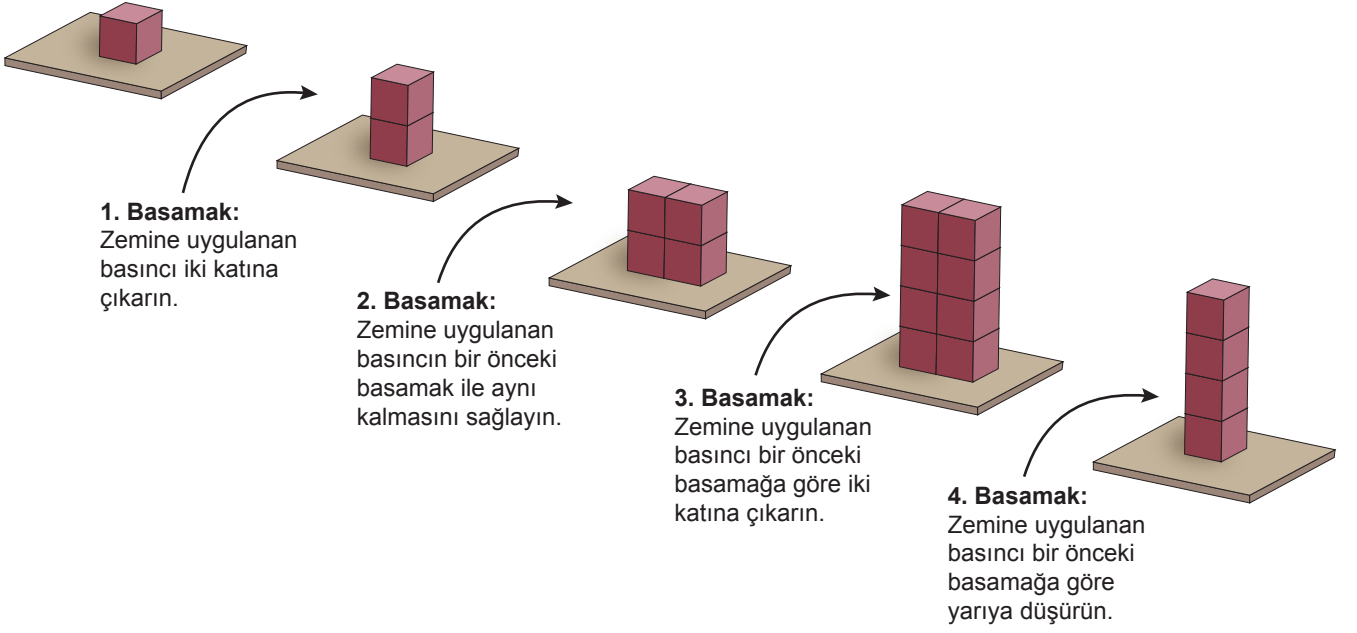 1. Basamak:
Zemine uygulanan
basıncı iki katına
çıkarın.
2. Basamak:
Zemine uygulanan
basıncın bir önceki
basamak ile aynı
kalmasını sağlayın.
3. Basamak:
Zemine uygulanan
basıncı bir önceki
basamağa göre iki
katına çıkarın.
4. Basamak:
Zemine uygulanan
basıncı bir önceki
basamağa göre
yarıya düşürün.